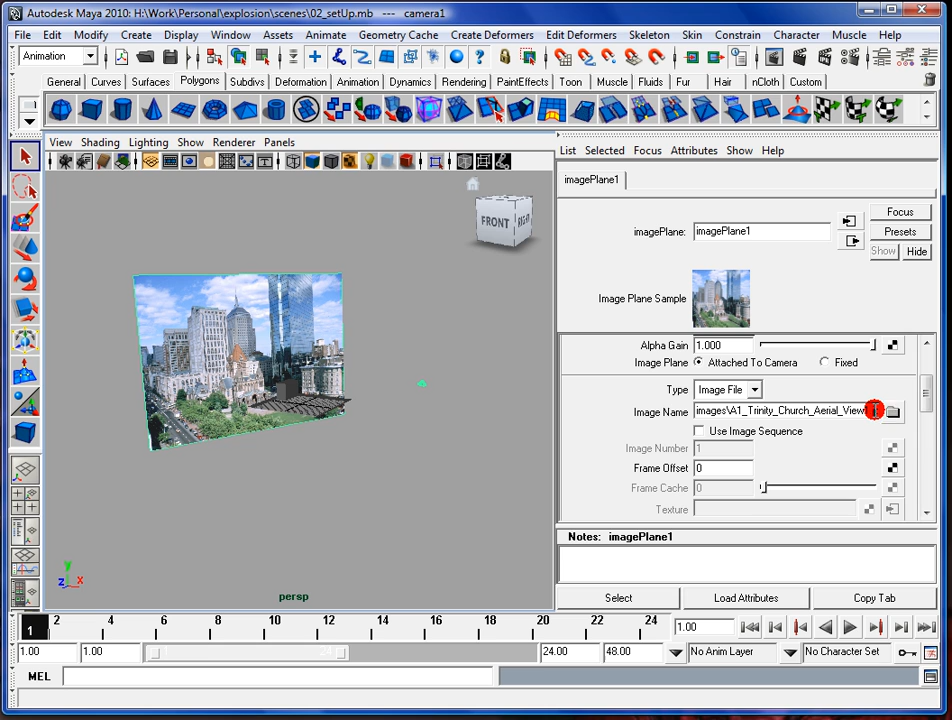 Autodesk Maya 2010: H:\Work\Personal\explosion\scenes\02_setUp.mb --- camera1
File Edit Modify Create Display Window Assets Animate Geometry Cache Create Deformers Edit Deformers Skeleton Skin Constrain Character Muscle Help
Animation
General Curves Surfaces Polygons Subdivs Deformation Animation Dynamics Rendering PaintEffects Toon Muscle Fluids Fur Hair nCloth Custom
View Shading Lighting Show Renderer Panels
List Selected Focus Attributes Show Help
imagePlane1
FRONT RIGHT
imagePlane: imagePlane1
Focus
Presets
Show Hide
Image Plane Sample
Alpha Gain 1.000
Image Plane Attached To Camera Fixed
Type Image File
Image Name images\A1_Trinity_Church_Aerial_View
Use Image Sequence
Image Number 1
Frame Offset 0
Frame Cache 0
Texture
y
z x
persp
Notes: imagePlane1
Select Load Attributes Copy Tab
1 2 4 6 8 10 12 14 16 18 20 22 24 1.00
1.00 1.00 24 24.00 48.00 No Anim Layer No Character Set
MEL